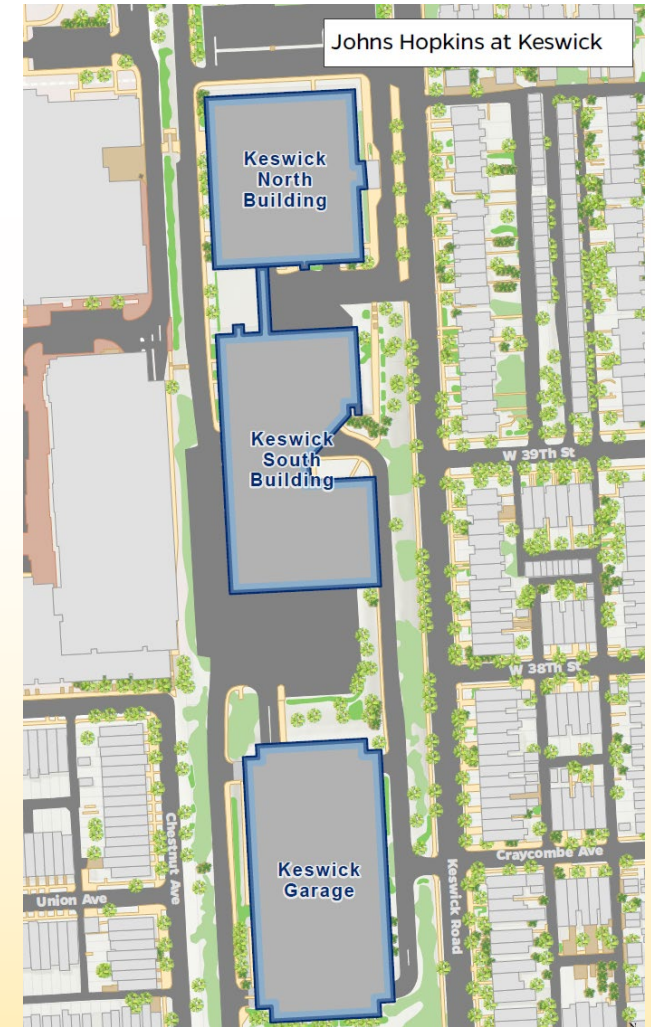 Johns Hopkins at Keswick
Keswick
North
Building
W 39Th St
Keswick
South
Building
W 38Th St
Chestnut Ave
Keswick Road
Craycombe Ave
Keswick
Garage
Union Ave